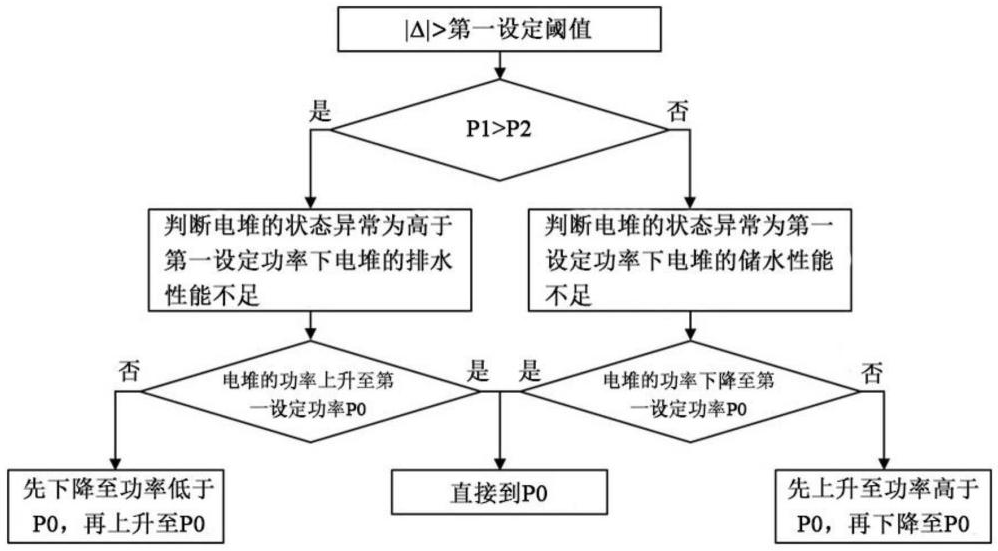 |Δ|>第一设定阈值
是
否
P1>P2
判断电堆的状态异常为高于
第一设定功率下电堆的排水
性能不足
判断电堆的状态异常为第一
设定功率下电堆的储水性能
不足
否
电堆的功率上升至第
一设定功率P0
是
是
电堆的功率下降至第
一设定功率P0
否
先下降至功率低于
P0，再上升至P0
直接到P0
先上升至功率高于
P0，再下降至P0